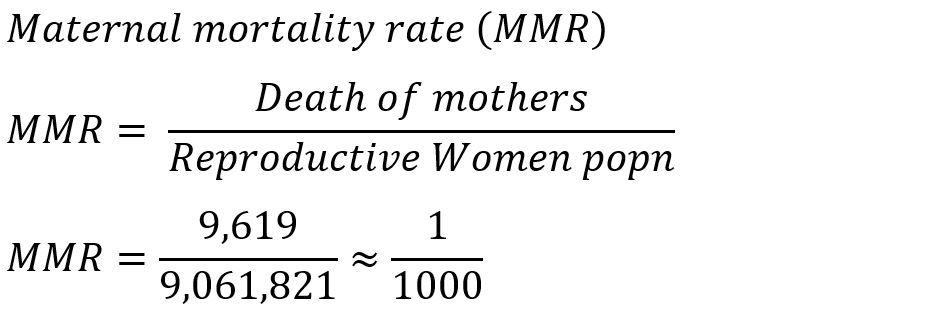 Maternal mortality rate (MMR)
MMR = Death of mothers / Reproductive Women popn
MMR = 9,619 / 9,061,821 ≈ 1 / 1000